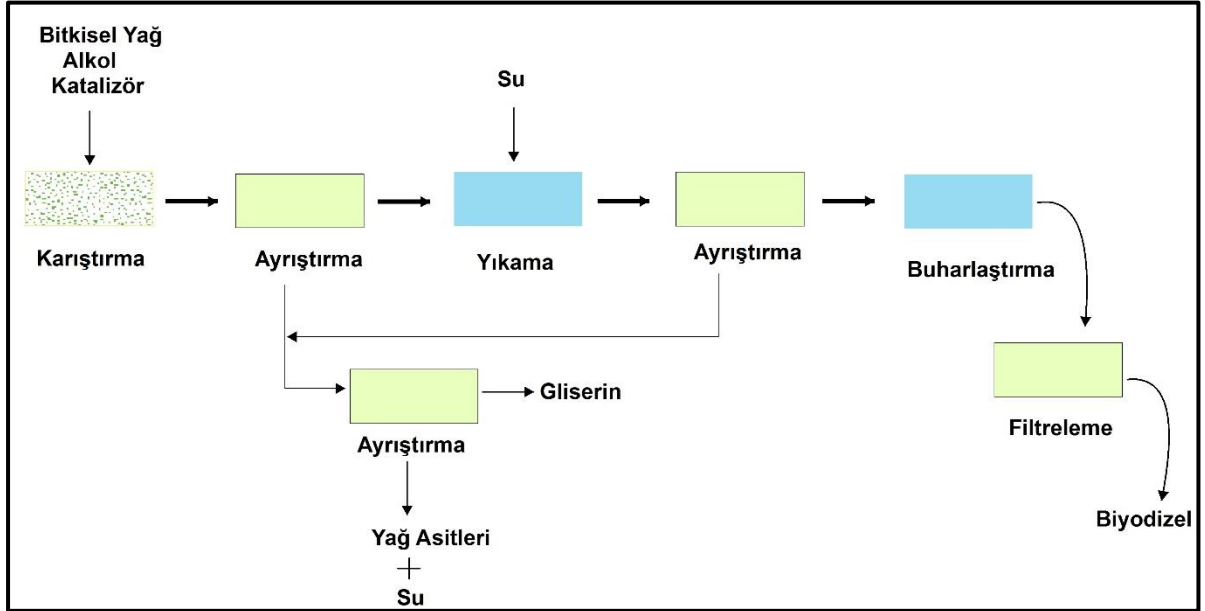 Bitkisel Yağ
Alkol
Katalizör
Su
Karıştırma
Ayrıştırma
Yıkama
Ayrıştırma
Buharlaştırma
Ayrıştırma
Gliserin
Filtreleme
Yağ Asitleri
+
Su
Biyodizel